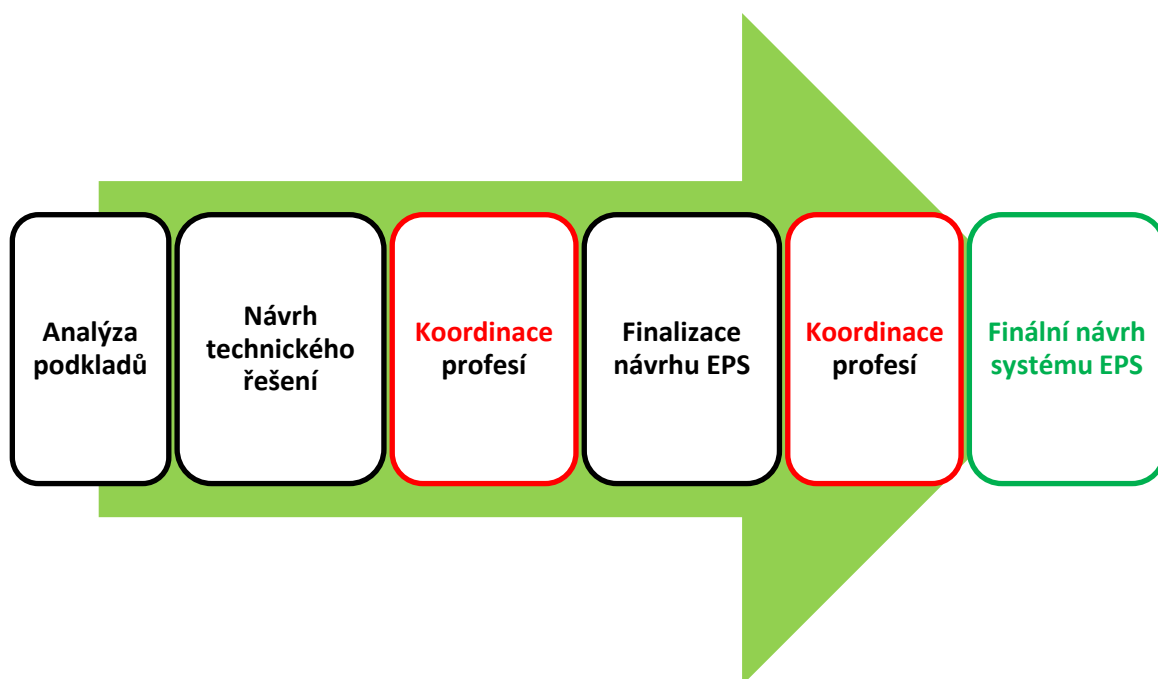 Analýza
podkladů
Návrh
technického
řešení
Koordinace
profesí
Finalizace
návrhu EPS
Koordinace
profesí
Finální návrh
systému EPS